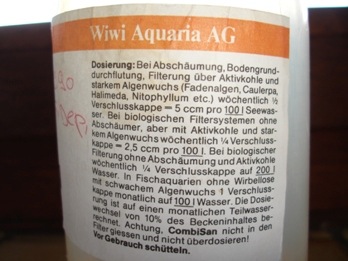 Wiwi Aquaria AG
Dosierung: Bei Abschäumung, Bodengrund-
durchflutung, Filterung über Aktivkohle und
starkem Algenwuchs (Fadenalgen, Caulerpa,
Halimeda, Nitophyllum etc.) wöchentlich ½
Verschlusskappe = 5 ccm pro 100 l Seewas-
ser. Bei biologischen Filtersystemen ohne
Abschäumer, aber mit Aktivkohle und star-
kem Algenwuchs wöchentlich ¼ Verschluss-
kappe = 2,5 ccm pro 100 l. Bei biologischer
Filterung ohne Abschäumung und Aktivkohle
wöchentlich ¼ Verschlusskappe auf 200 l
Wasser. In Fischaquarien ohne Wirbellose
mit schwachem Algenwuchs 1 Verschluss-
kappe monatlich auf 100 l Wasser. Die Dosie-
rung ist auf einen monatlichen Teilwasser-
wechsel von 10% des Beckeninhaltes be-
rechnet. Achtung, CombiSan nicht in den
Filter giessen und nicht überdosieren!
Vor Gebrauch schütteln.